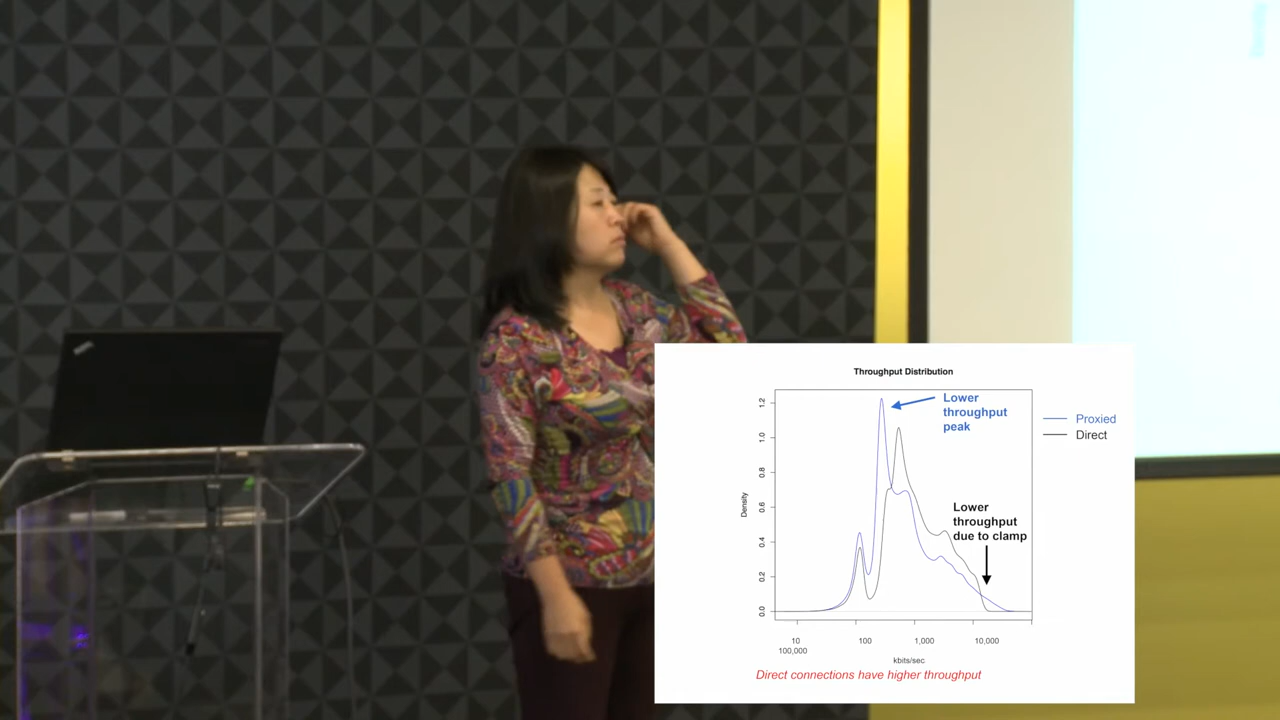 Throughput Distribution
1.2
1.0
0.8
0.6
0.4
0.2
0.0
Density
Lower
throughput
peak
Proxied
Direct
Lower
throughput
due to clamp
10
100
1,000
10,000
100,000
kbits/sec
Direct connections have higher throughput